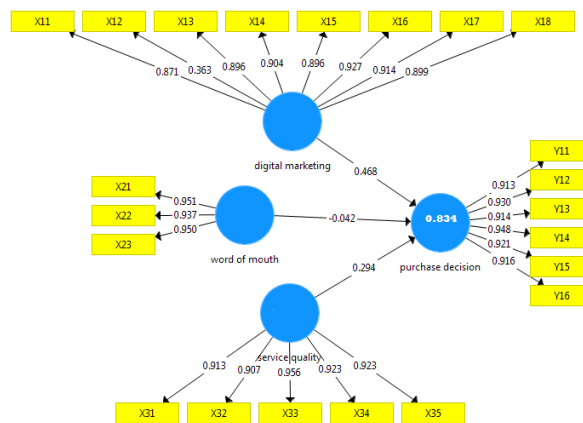 X11 X12 X13 X14 X15 X16 X17 X18
0.871 0.363 0.896 0.904 0.896 0.927 0.914 0.899
digital marketing
0.468
X21
X22
X23
0.951
0.937
0.950
word of mouth
-0.042
0.834
purchase decision
0.913
0.930
0.914
0.948
0.921
0.916
Y11
Y12
Y13
Y14
Y15
Y16
0.294
service quality
0.913 0.907 0.956 0.923 0.923
X31 X32 X33 X34 X35